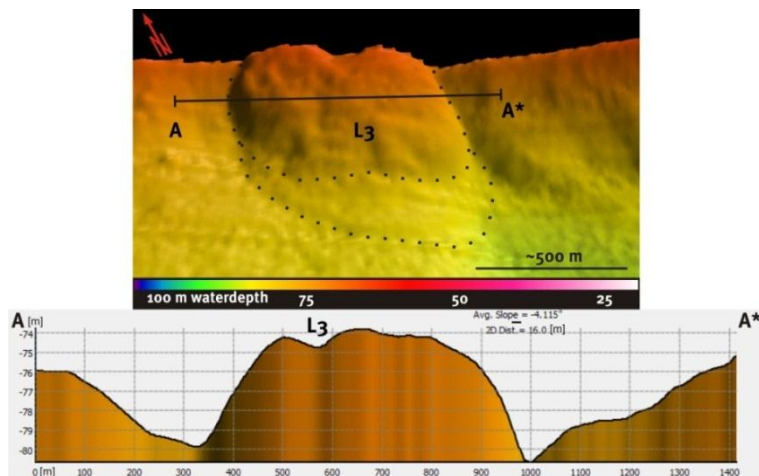 N
A
L3
A*
~500 m
100 m waterdepth 75 50 25
A [m] L3 Avg. Slope = -4.115° A*
2D Dist. = 16.0 [m]
-74
-75
-76
-77
-78
-79
-80
0 [m] 100 200 300 400 500 600 700 800 900 1000 1100 1200 1300 1400